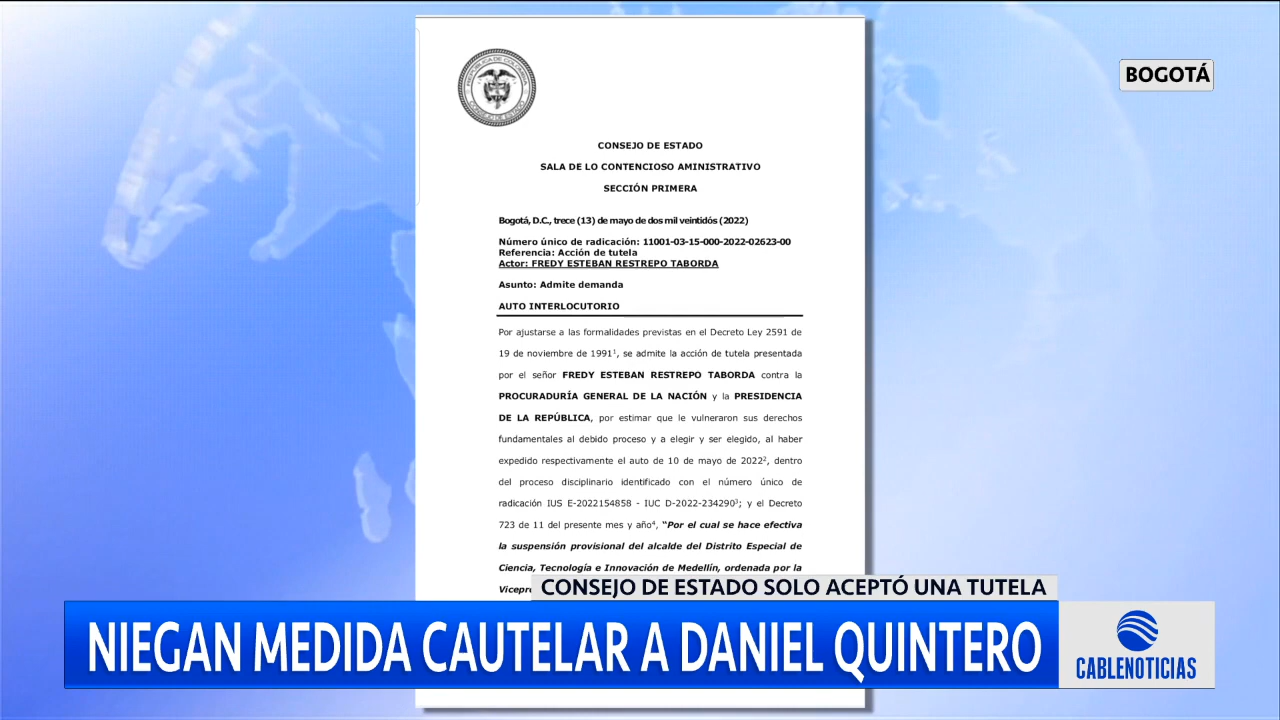 REPÚBLICA DE COLOMBIA
CONSEJO DE ESTADO
BOGOTÁ
CONSEJO DE ESTADO
SALA DE LO CONTENCIOSO AMINISTRATIVO
SECCIÓN PRIMERA
Bogotá, D.C., trece (13) de mayo de dos mil veintidós (2022)
Número único de radicación: 11001-03-15-000-2022-02623-00
Referencia: Acción de tutela
Actor: FREDY ESTEBAN RESTREPO TABORDA
Asunto: Admite demanda
AUTO INTERLOCUTORIO
Por ajustarse a las formalidades previstas en el Decreto Ley 2591 de
19 de noviembre de 1991¹, se admite la acción de tutela presentada
por el señor FREDY ESTEBAN RESTREPO TABORDA contra la
PROCURADURÍA GENERAL DE LA NACIÓN y la PRESIDENCIA
DE LA REPÚBLICA, por estimar que le vulneraron sus derechos
fundamentales al debido proceso y a elegir y ser elegido, al haber
expedido respectivamente el auto de 10 de mayo de 2022², dentro
del proceso disciplinario identificado con el número único de
radicación IUS E-2022154858 - IUC D-2022-234290³; y el Decreto
723 de 11 del presente mes y año⁴, “Por el cual se hace efectiva
la suspensión provisional del alcalde del Distrito Especial de
Ciencia, Tecnología e Innovación de Medellín, ordenada por la
CONSEJO DE ESTADO SOLO ACEPTÓ UNA TUTELA
NIEGAN MEDIDA CAUTELAR A DANIEL QUINTERO
CABLENOTICIAS